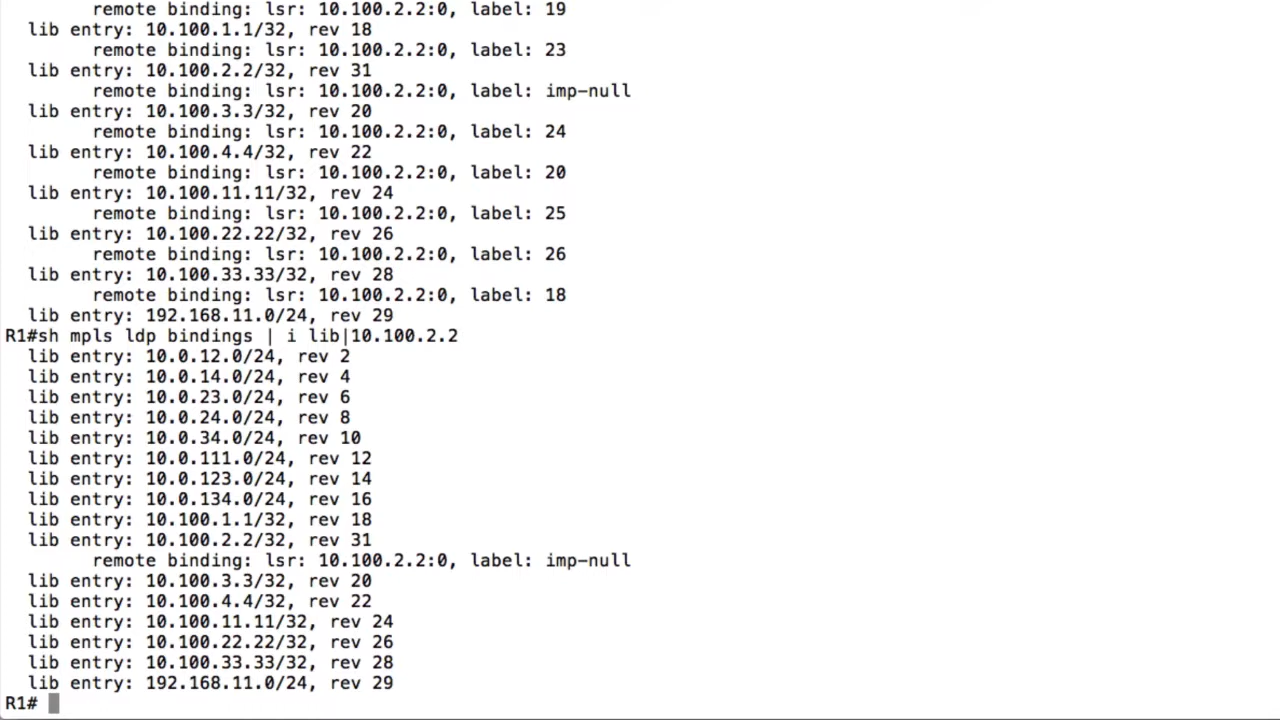 remote binding: lsr: 10.100.2.2:0, label: 19
lib entry: 10.100.1.1/32, rev 18
remote binding: lsr: 10.100.2.2:0, label: 23
lib entry: 10.100.2.2/32, rev 31
remote binding: lsr: 10.100.2.2:0, label: imp-null
lib entry: 10.100.3.3/32, rev 20
remote binding: lsr: 10.100.2.2:0, label: 24
lib entry: 10.100.4.4/32, rev 22
remote binding: lsr: 10.100.2.2:0, label: 20
lib entry: 10.100.11.11/32, rev 24
remote binding: lsr: 10.100.2.2:0, label: 25
lib entry: 10.100.22.22/32, rev 26
remote binding: lsr: 10.100.2.2:0, label: 26
lib entry: 10.100.33.33/32, rev 28
remote binding: lsr: 10.100.2.2:0, label: 18
lib entry: 192.168.11.0/24, rev 29
R1#sh mpls ldp bindings | i lib|10.100.2.2
lib entry: 10.0.12.0/24, rev 2
lib entry: 10.0.14.0/24, rev 4
lib entry: 10.0.23.0/24, rev 6
lib entry: 10.0.24.0/24, rev 8
lib entry: 10.0.34.0/24, rev 10
lib entry: 10.0.111.0/24, rev 12
lib entry: 10.0.123.0/24, rev 14
lib entry: 10.0.134.0/24, rev 16
lib entry: 10.100.1.1/32, rev 18
lib entry: 10.100.2.2/32, rev 31
remote binding: lsr: 10.100.2.2:0, label: imp-null
lib entry: 10.100.3.3/32, rev 20
lib entry: 10.100.4.4/32, rev 22
lib entry: 10.100.11.11/32, rev 24
lib entry: 10.100.22.22/32, rev 26
lib entry: 10.100.33.33/32, rev 28
lib entry: 192.168.11.0/24, rev 29
R1#